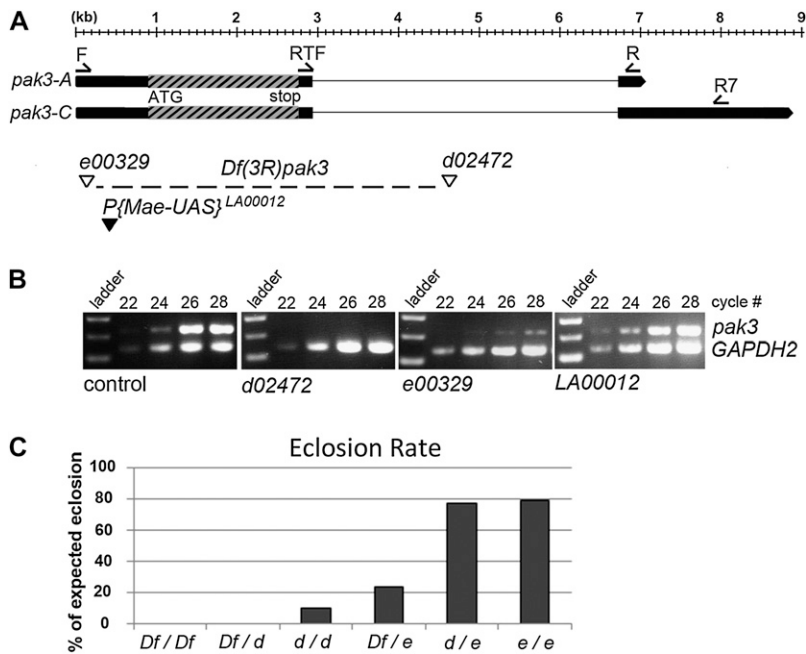 A
(kb) 1 2 3 4 5 6 7 8 9
F RTF R
pak3-A
ATG stop R7
pak3-C
e00329 Df(3R)pak3 d02472
P{Mae-UAS}LA00012
B
ladder 22 24 26 28 ladder 22 24 26 28 ladder 22 24 26 28 ladder 22 24 26 28 cycle #
pak3
GAPDH2
control d02472 e00329 LA00012
C
Eclosion Rate
% of expected eclosion
100
80
60
40
20
0
Df / Df Df / d d / d Df / e d / e e / e